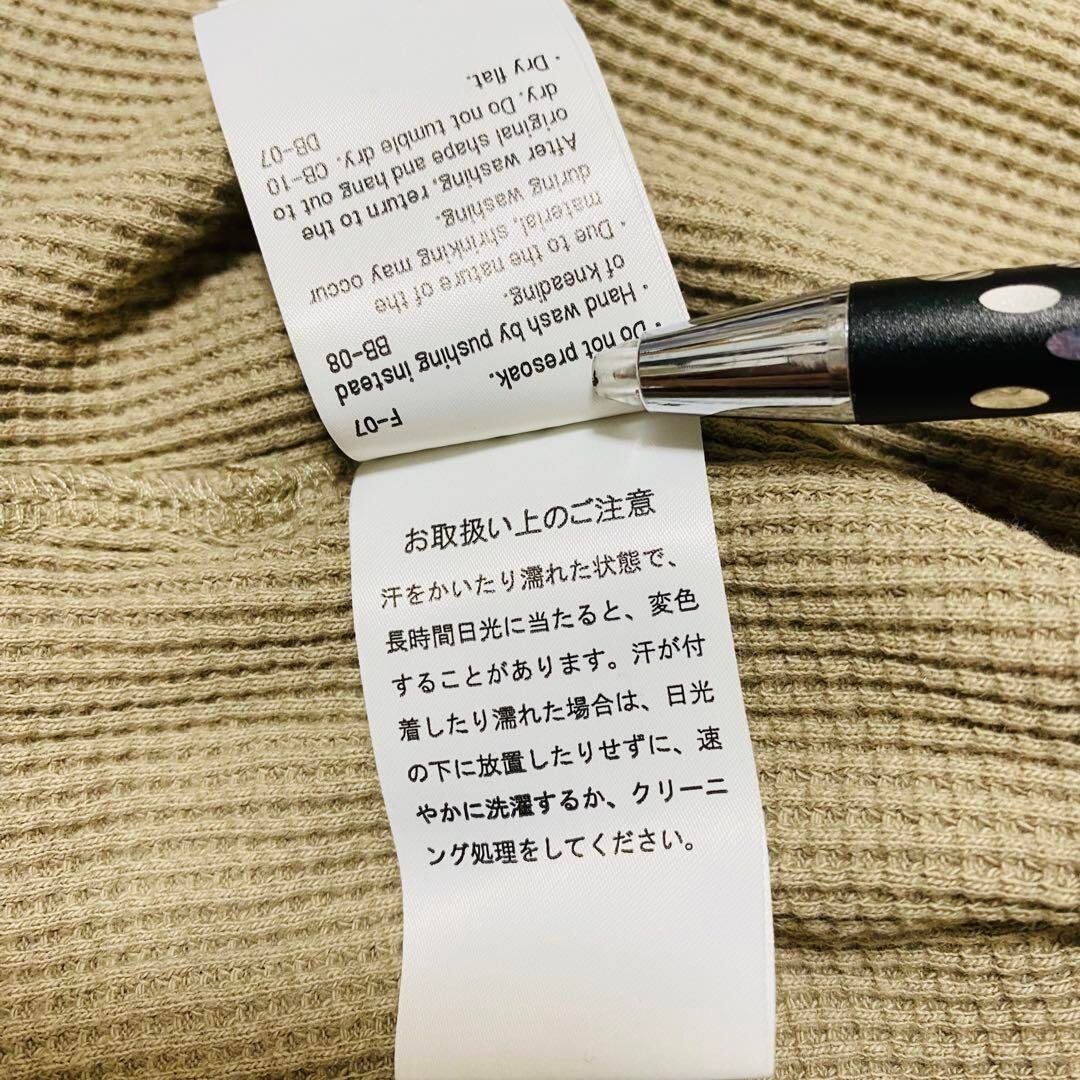 F-07
· Do not presoak.
· Hand wash by pushing instead
of kneading. BB-08
· Due to the nature of the
material, shrinking may occur
during washing.
After washing, return to the
original shape and hang out to
dry. Do not tumble dry. CB-10
· Dry flat. DB-07
お取扱い上のご注意
汗をかいたり濡れた状態で、
長時間日光に当たると、変色
することがあります。汗が付
着したり濡れた場合は、日光
の下に放置したりせずに、速
やかに洗濯するか、クリーニ
ング処理をしてください。